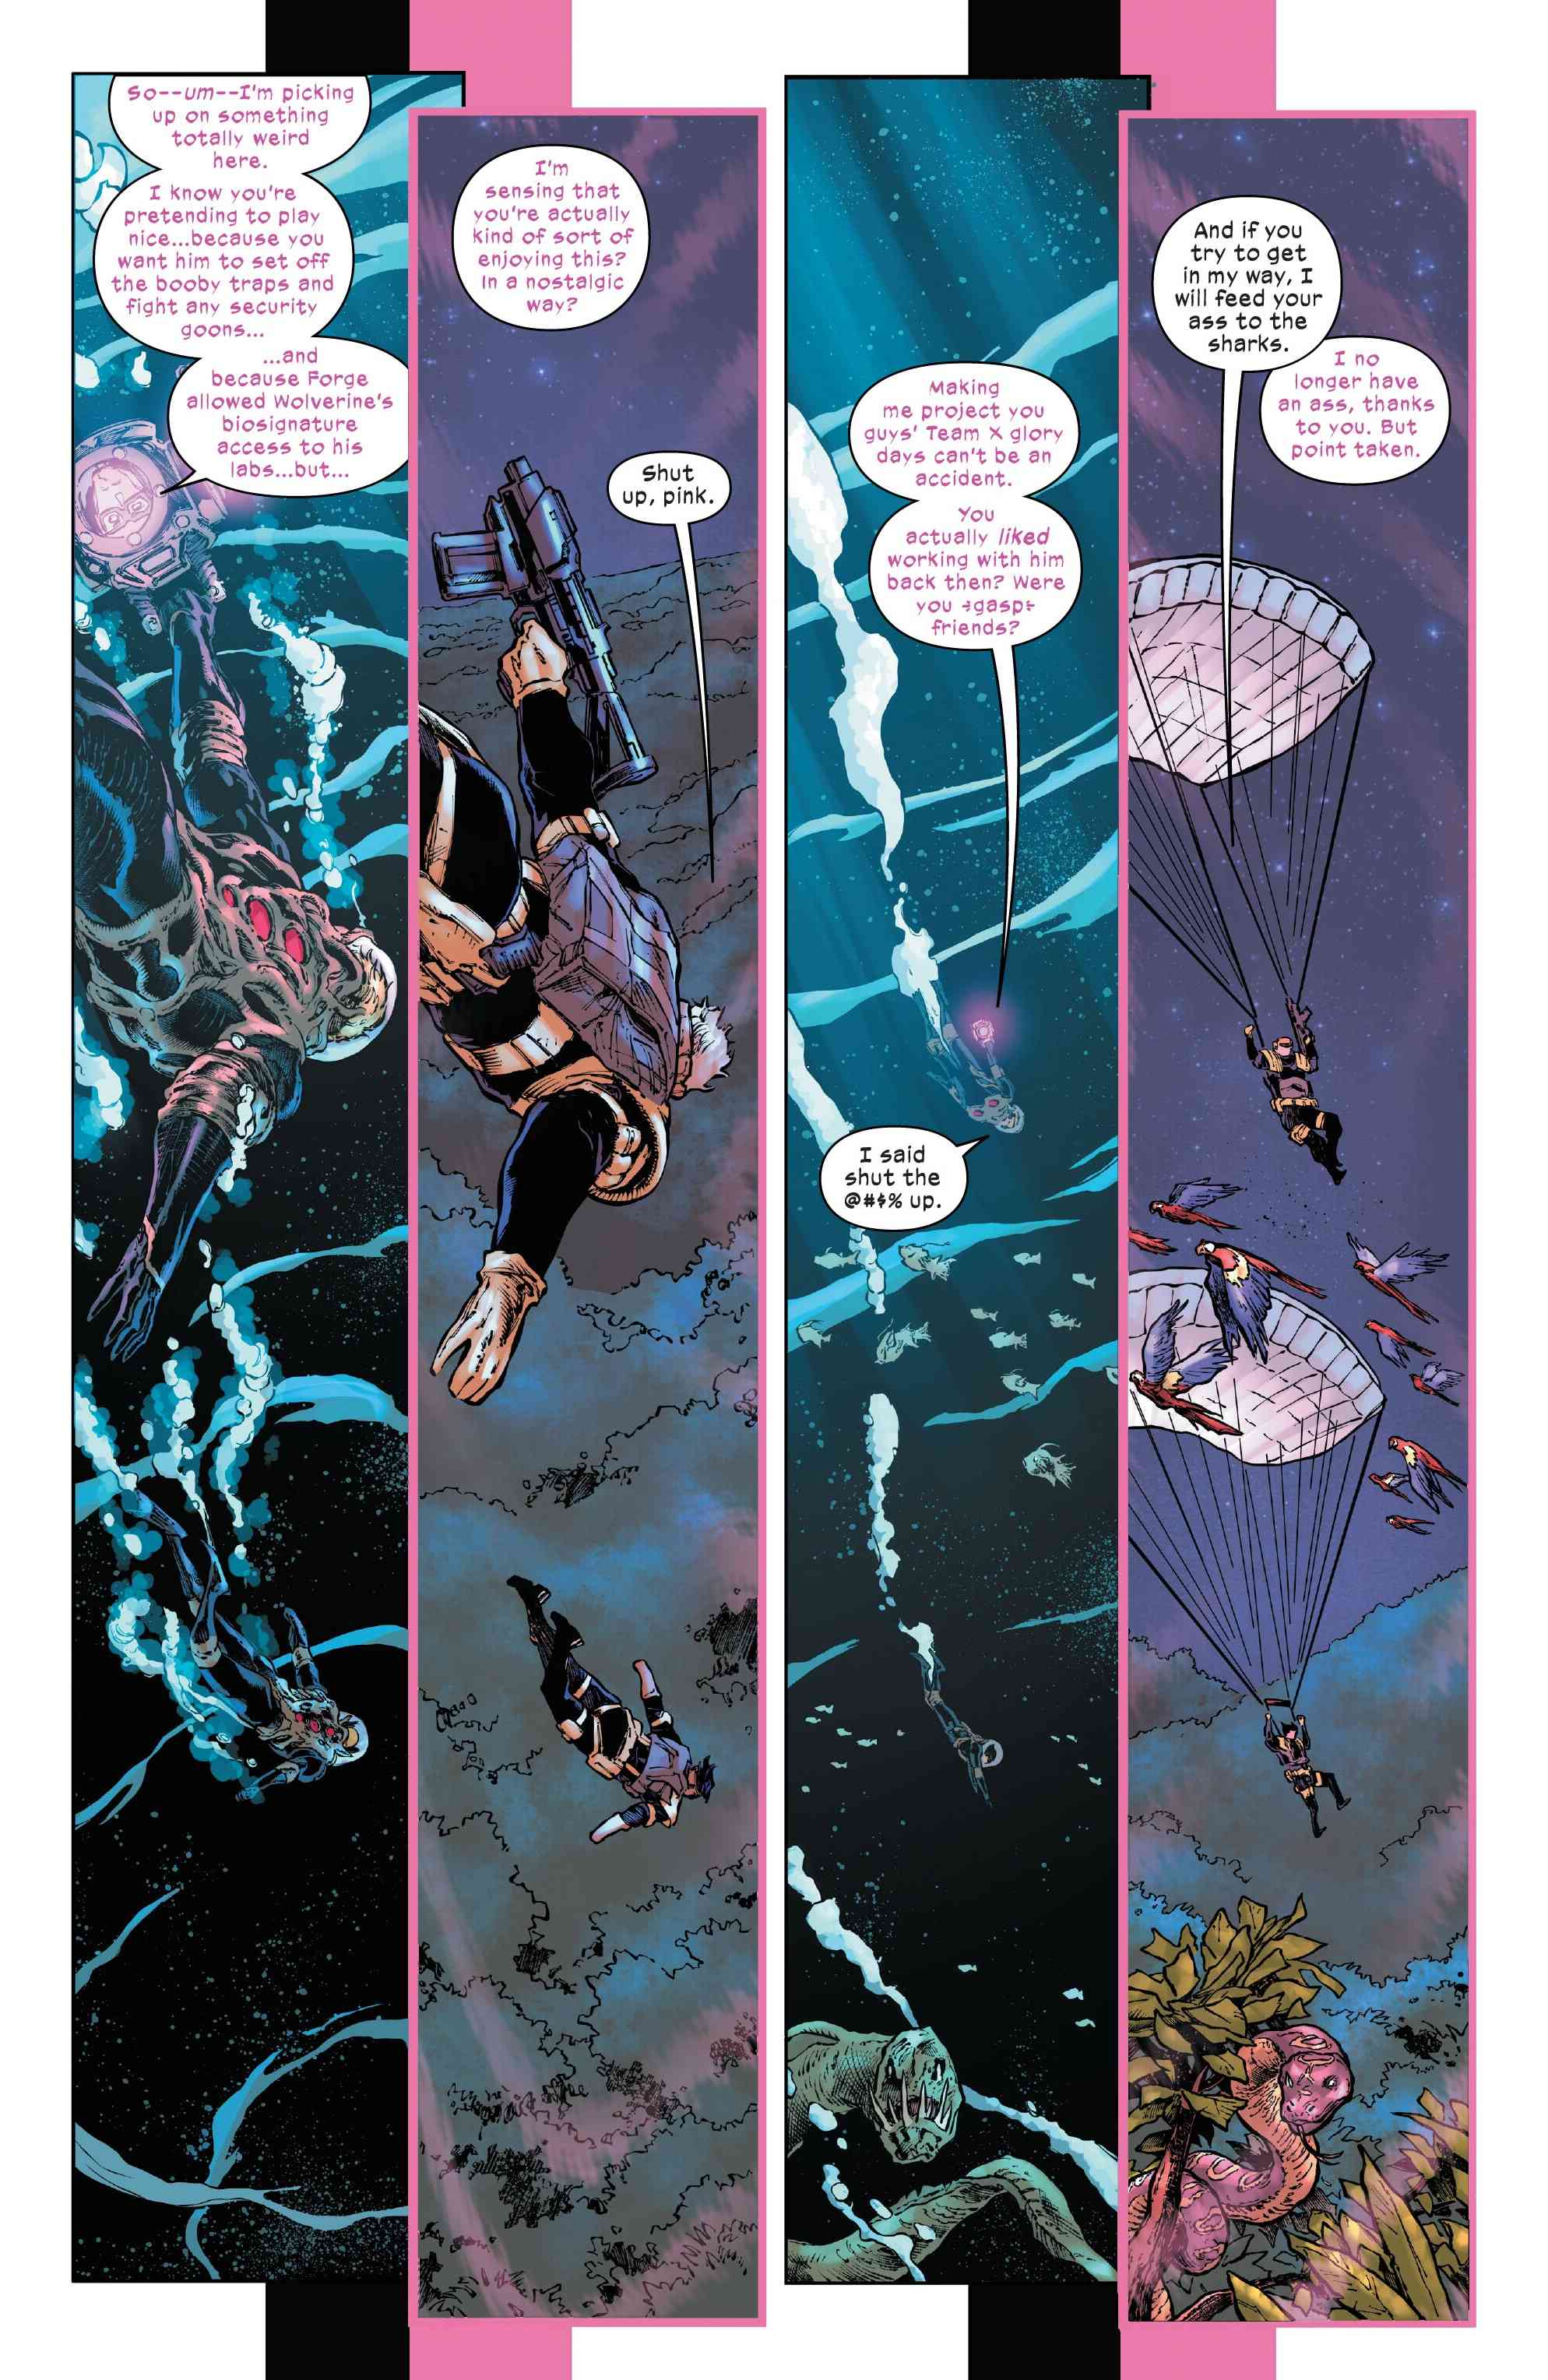 So--um--I'm picking
up on something
totally weird
here.
I know you're
pretending to play
nice...because you
want him to set off
the booby traps and
fight any security
goons...
...and
because Forge
allowed Wolverine's
biosignature
access to his
labs...but...
I'm
sensing that
you're actually
kind of sort of
enjoying this?
In a nostalgic
way?
Shut
up, pink.
Making
me project you
guys' Team X glory
days can't be an
accident.
You
actually liked
working with him
back then? Were
you ÷gasp÷
friends?
I said
shut the
@#$% up.
And if you
try to get
in my way, I
will feed your
ass to the
sharks.
I no
longer have
an ass, thanks
to you. But
point taken.